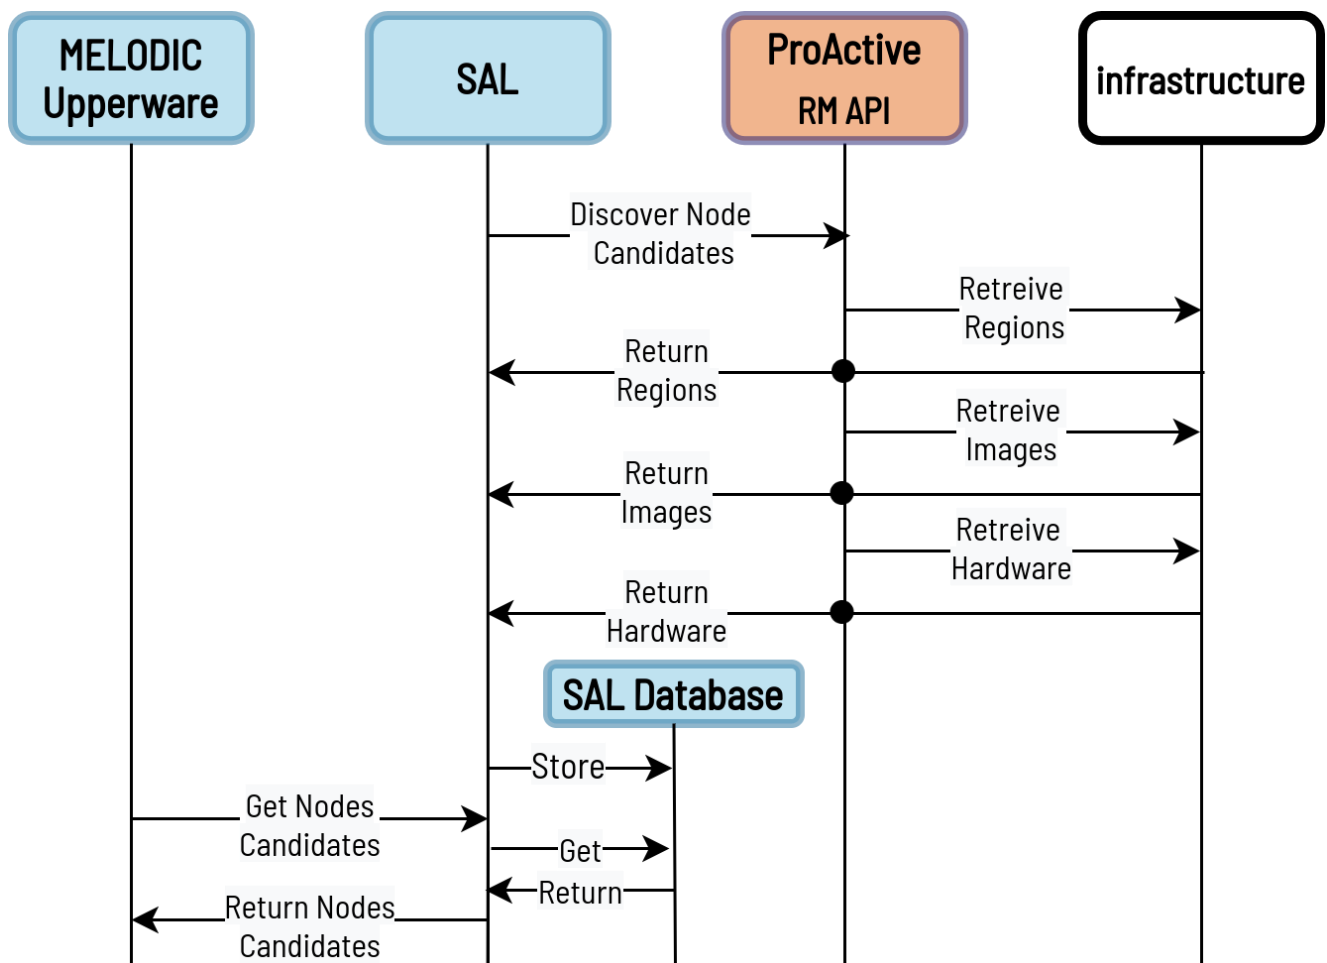 MELODIC
Upperware
SAL
ProActive
RM API
infrastructure
Discover Node
Candidates
Retreive
Regions
Return
Regions
Retreive
Images
Return
Images
Retreive
Hardware
Return
Hardware
SAL Database
Store
Get Nodes
Candidates
Get
Return
Return Nodes
Candidates